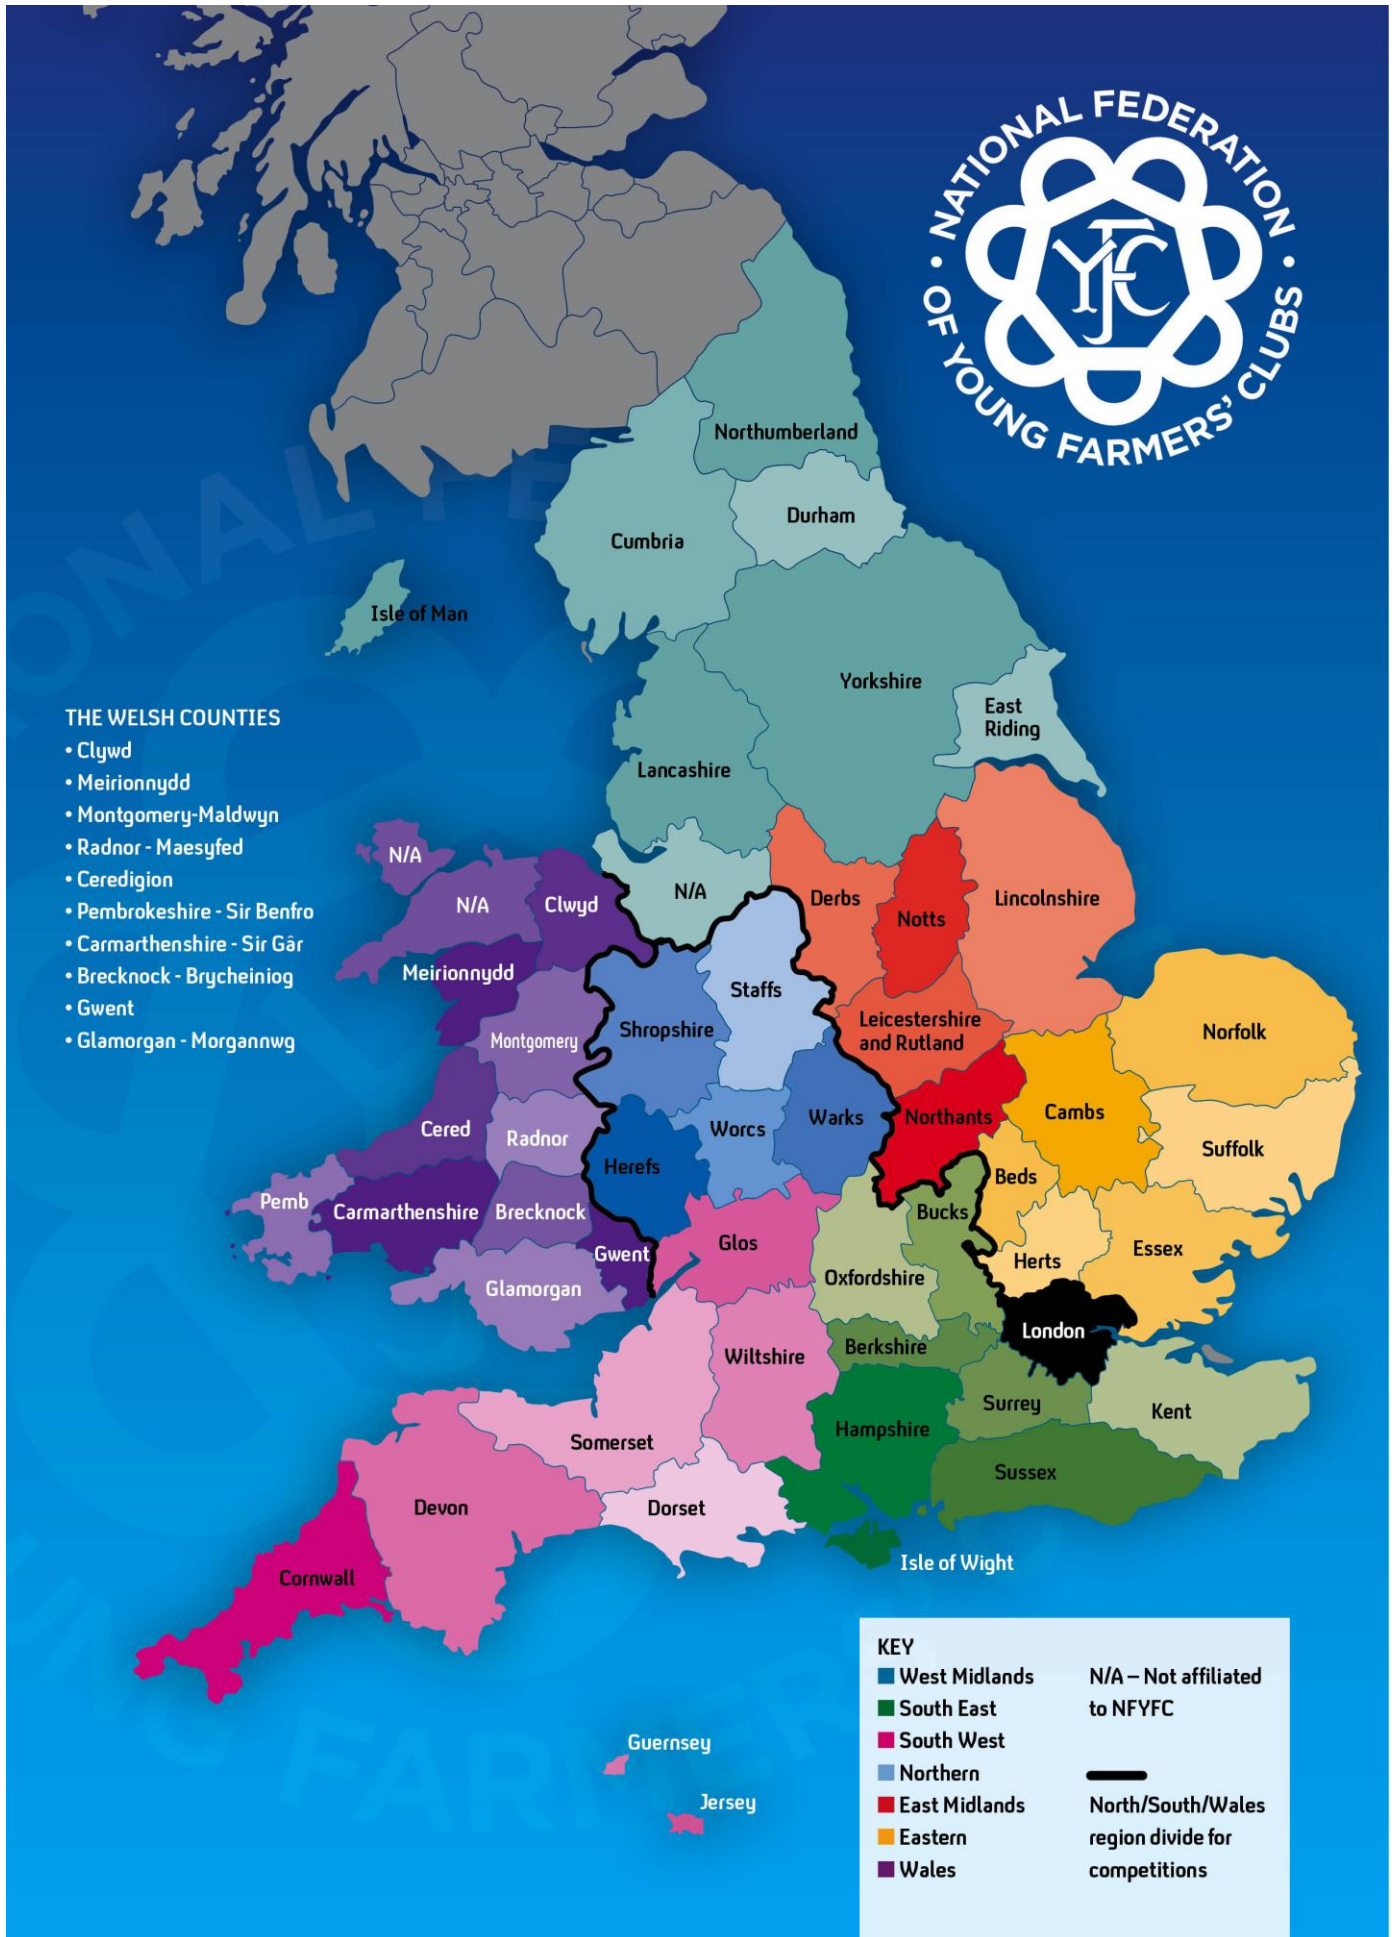 NATIONAL FEDERATION
OF YOUNG FARMERS' CLUBS
YFC
Northumberland
Durham
Cumbria
Isle of Man
Yorkshire
East
Riding
Lancashire
THE WELSH COUNTIES
• Clywd
• Meirionnydd
• Montgomery-Maldwyn
• Radnor - Maesyfed
• Ceredigion
• Pembrokeshire - Sir Benfro
• Carmarthenshire - Sir Gâr
• Brecknock - Brycheiniog
• Gwent
• Glamorgan - Morgannwg
N/A
N/A
Clwyd
N/A
Derbs
Notts
Lincolnshire
Meirionnydd
Staffs
Shropshire
Montgomery
Leicestershire
and Rutland
Norfolk
Cered
Radnor
Herefs
Worcs
Warks
Northants
Cambs
Suffolk
Pemb
Carmarthenshire
Brecknock
Gwent
Glamorgan
Glos
Oxfordshire
Bucks
Beds
Herts
Essex
London
Wiltshire
Berkshire
Surrey
Kent
Somerset
Hampshire
Sussex
Devon
Dorset
Isle of Wight
Cornwall
Guernsey
Jersey
KEY
West Midlands
South East
South West
Northern
East Midlands
Eastern
Wales
N/A – Not affiliated
to NFYFC
North/South/Wales
region divide for
competitions